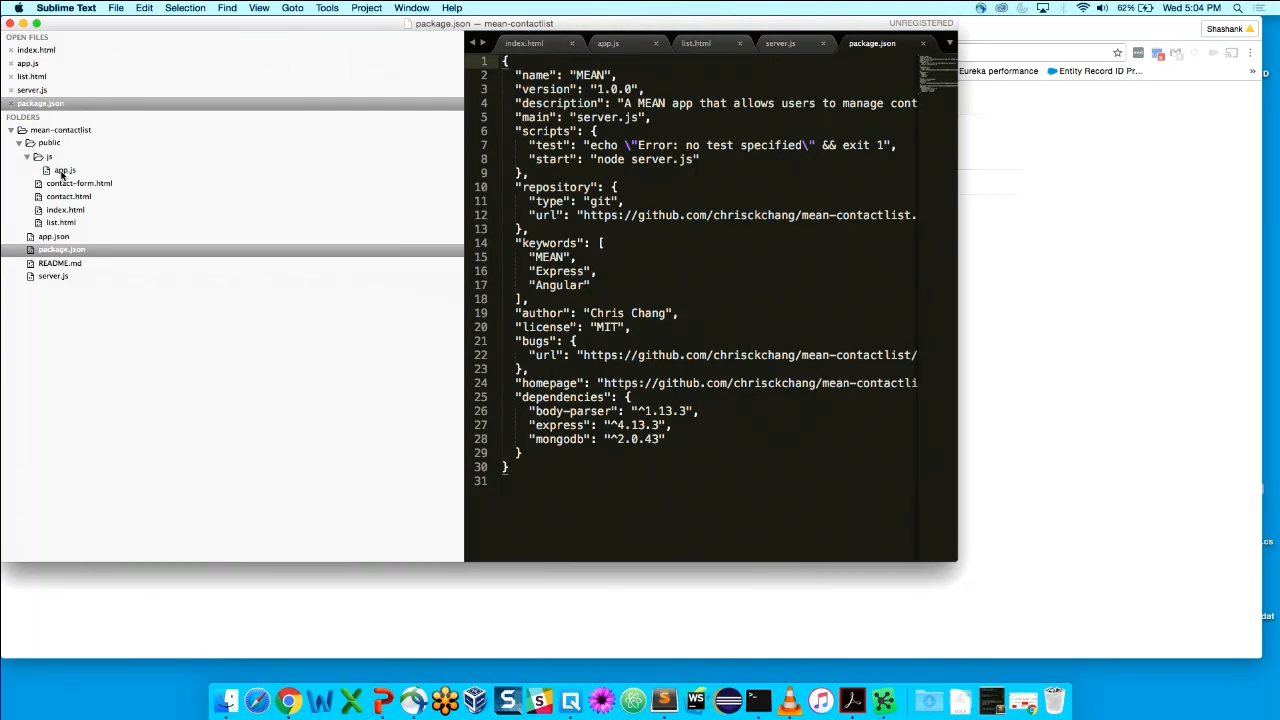 Sublime Text File Edit Selection Find View Goto Tools Project Window Help
62% Wed 5:04 PM
package.json — mean-contactlist
UNREGISTERED
Shashank
Eureka performance
Entity Record ID Pr...
»
OPEN FILES
index.html
app.js
list.html
server.js
package.json
FOLDERS
mean-contactlist
public
js
app.js
contact-form.html
contact.html
index.html
list.html
app.json
package.json
README.md
server.js
index.html app.js list.html server.js package.json
1 {
2 "name": "MEAN",
3 "version": "1.0.0",
4 "description": "A MEAN app that allows users to manage cont
5 "main": "server.js",
6 "scripts": {
7 "test": "echo \"Error: no test specified\" && exit 1",
8 "start": "node server.js"
9 },
10 "repository": {
11 "type": "git",
12 "url": "https://github.com/chrisckchang/mean-contactlist.
13 },
14 "keywords": [
15 "MEAN",
16 "Express",
17 "Angular"
18 ],
19 "author": "Chris Chang",
20 "license": "MIT",
21 "bugs": {
22 "url": "https://github.com/chrisckchang/mean-contactlist/
23 },
24 "homepage": "https://github.com/chrisckchang/mean-contactli
25 "dependencies": {
26 "body-parser": "^1.13.3",
27 "express": "^4.13.3",
28 "mongodb": "^2.0.43"
29 }
30 }
31
D
.cs
dat
WS